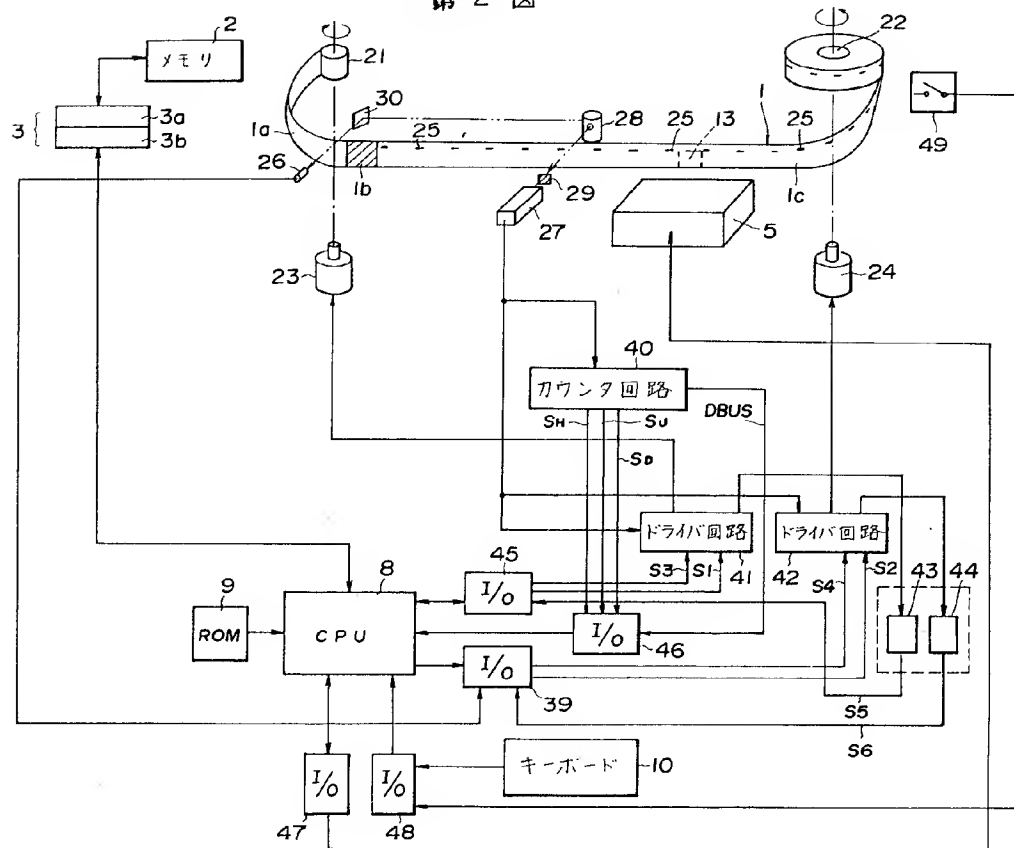 第2図
2
メモリ
3
3a
3b
21
22
30
1a
25
28
25
13
1
25
49
26
1b
29
27
1c
5
23
24
40
カウンタ回路
DBUS
SH
SU
SD
ドライバ回路
41
ドライバ回路
42
S3
S1
S4
S2
43
44
45
I/O
8
CPU
9
ROM
I/O
46
I/O
39
S5
S6
キーボード
10
I/O
47
I/O
48